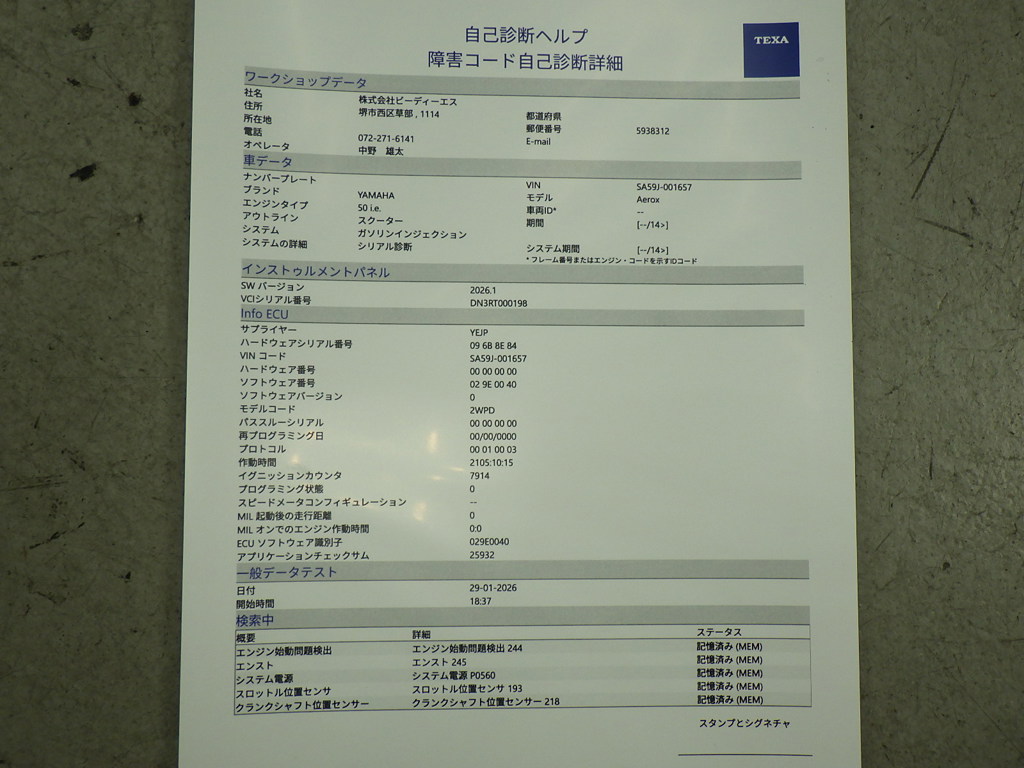 自己診断ヘルプ
障害コード自己診断詳細
TEXA
ワークショップデータ
社名 株式会社ピーディーエス
住所 堺市西区草部 , 1114
所在地 都道府県
郵便番号 5938312
電話 072-271-6141 E-mail
オペレータ 中野 雄太
車データ
ナンバープレート VIN SA59J-001657
ブランド YAMAHA モデル Aerox
エンジンタイプ 50 i.e. 車両ID* --
アウトライン スクーター 期間 [--/14>]
システム ガソリンインジェクション
システムの詳細 シリアル診断 システム期間 [--/14>]
* フレーム番号またはエンジン・コードを示すIDコード
インストゥルメントパネル
SW バージョン 2026.1
VCIシリアル番号 DN3RT000198
Info ECU
サプライヤー YEJP
ハードウェアシリアル番号 09 6B 8E 84
VIN コード SA59J-001657
ハードウェア番号 00 00 00 00
ソフトウェア番号 02 9E 00 40
ソフトウェアバージョン 0
モデルコード 2WPD
パススルーシリアル 00 00 00 00
再プログラミング日 00/00/0000
プロトコル 00 01 00 03
作動時間 2105:10:15
イグニッションカウンタ 7914
プログラミング状態 0
スピードメータコンフィギュレーション --
MIL 起動後の走行距離 0
MIL オンでのエンジン作動時間 0:0
ECU ソフトウェア識別子 029E0040
アプリケーションチェックサム 25932
一般データテスト
日付 29-01-2026
開始時間 18:37
検索中
概要 詳細 ステータス
エンジン始動問題検出 エンジン始動問題検出 244 記憶済み (MEM)
エンスト エンスト 245 記憶済み (MEM)
システム電源 システム電源 P0560 記憶済み (MEM)
スロットル位置センサ スロットル位置センサ 193 記憶済み (MEM)
クランクシャフト位置センサー クランクシャフト位置センサー 218 記憶済み (MEM)
スタンプとシグネチャ